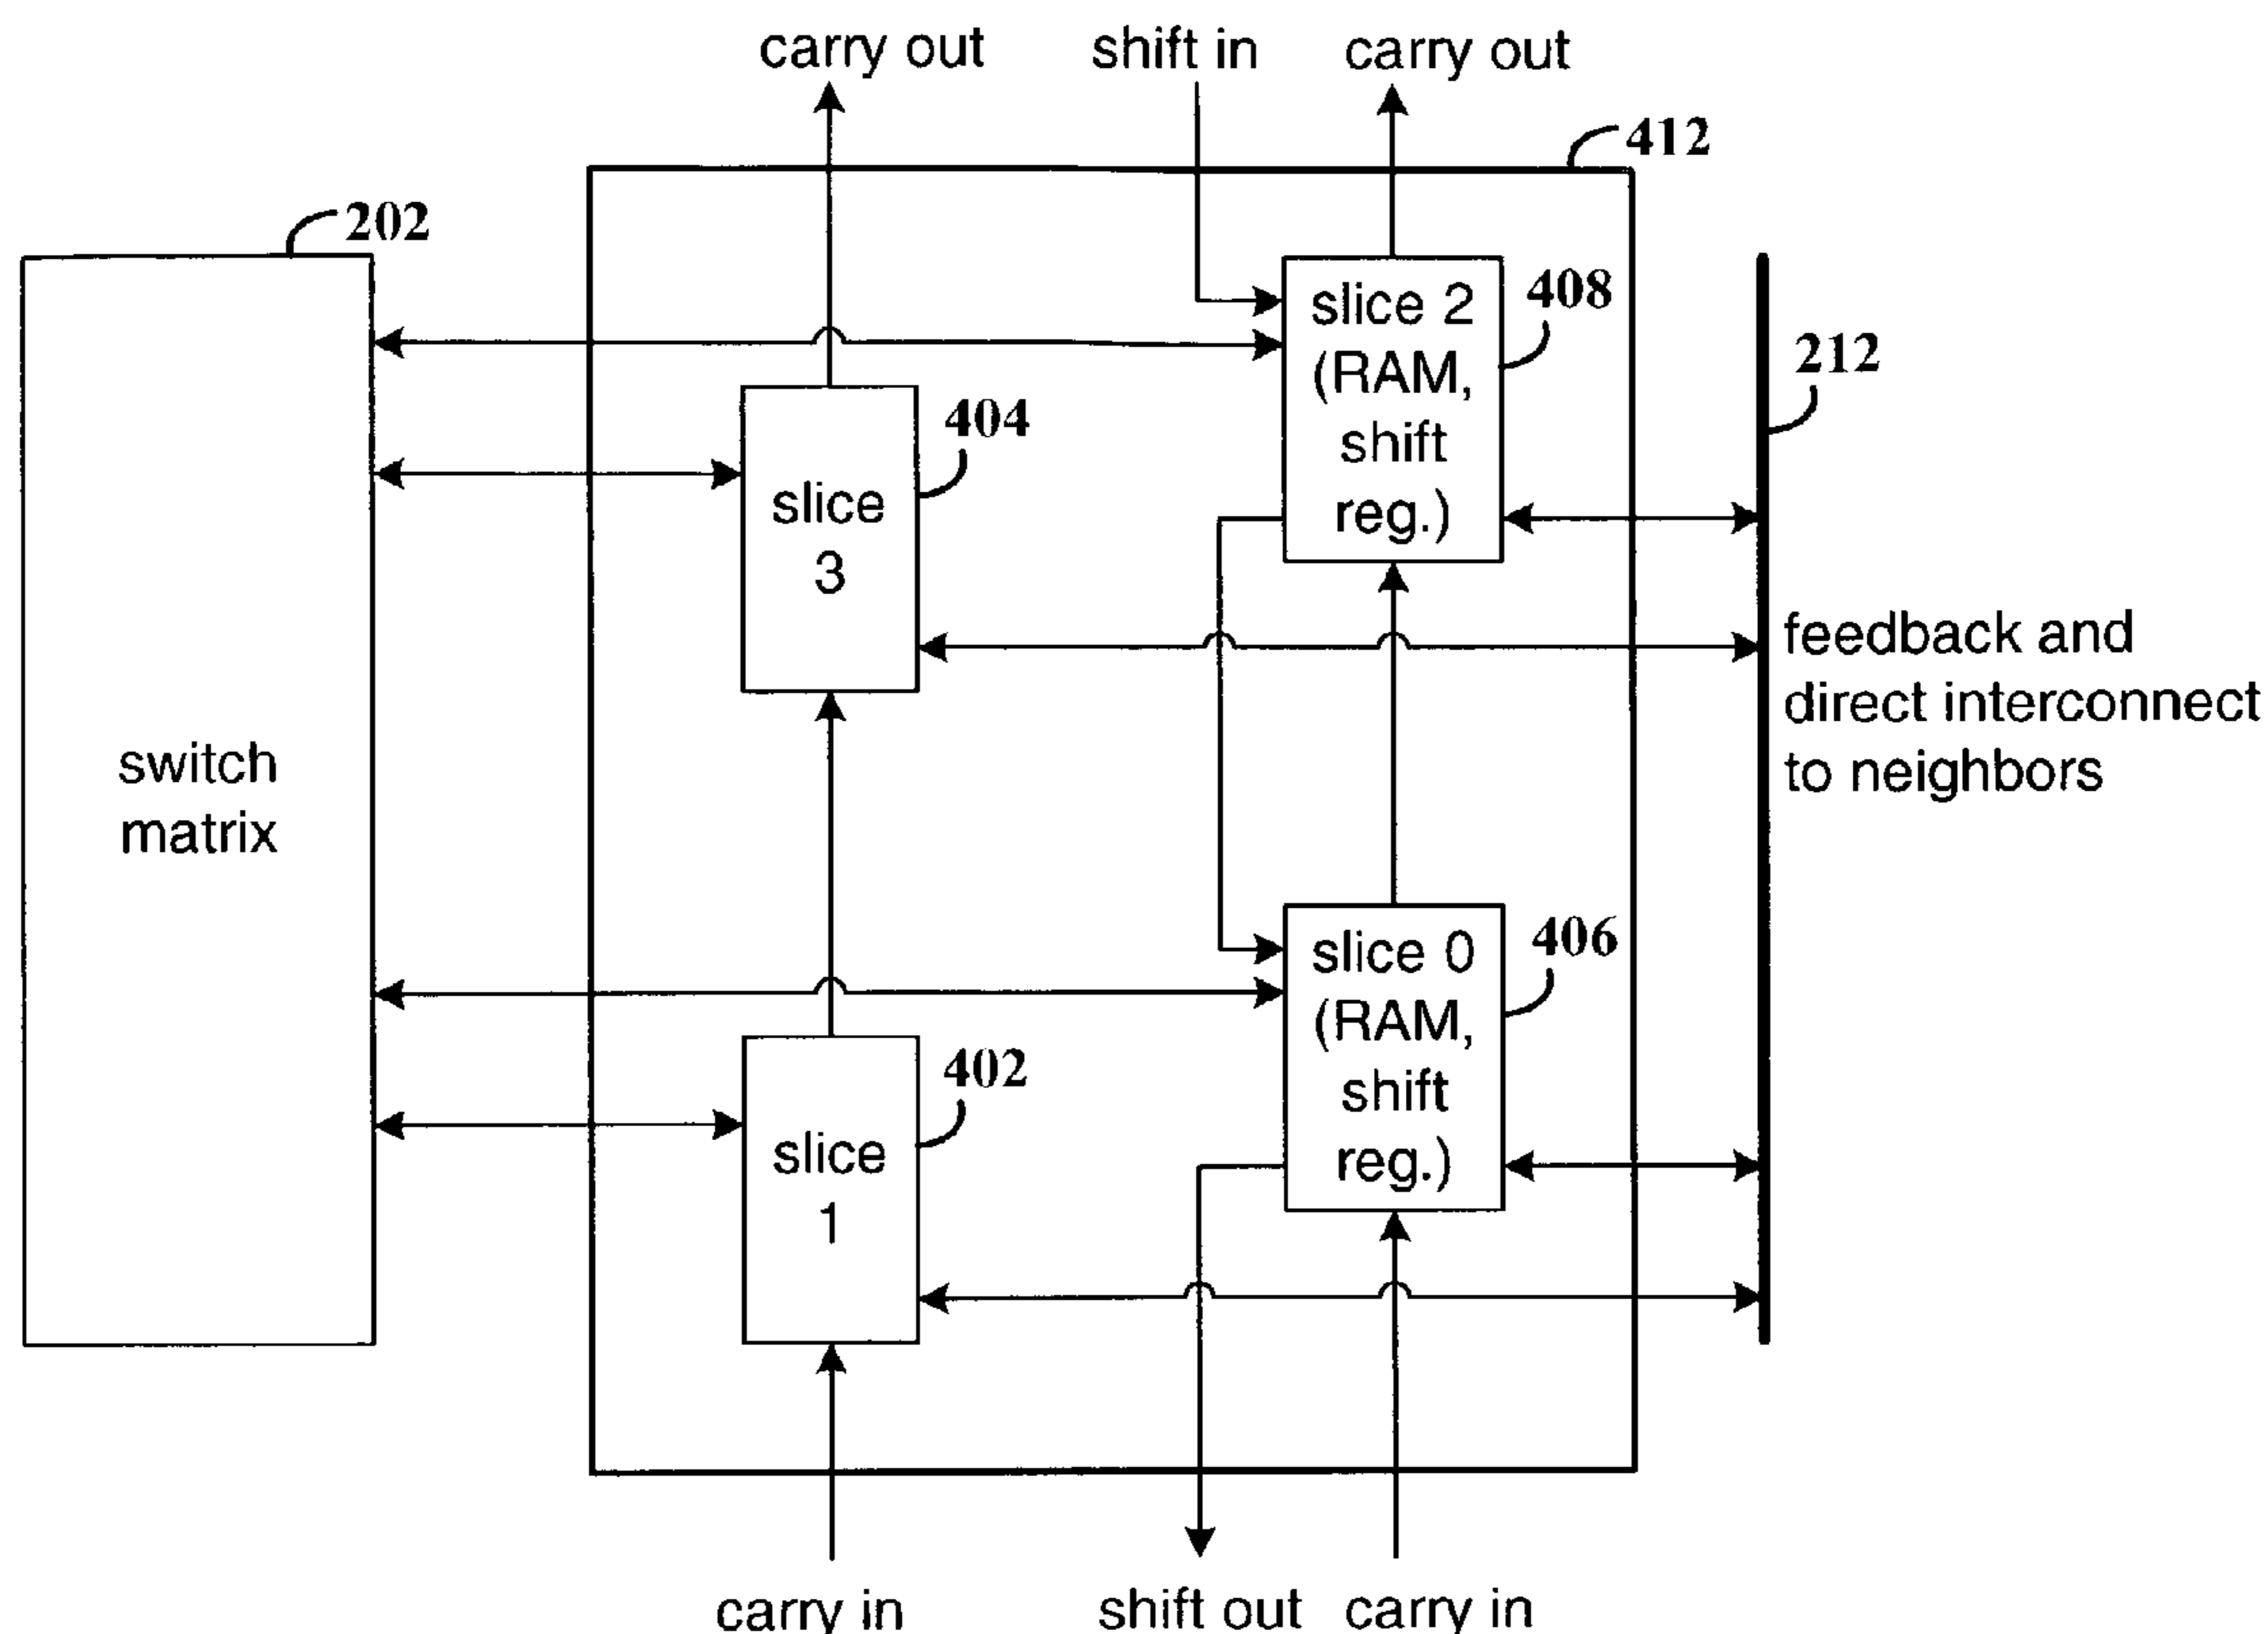 carry out
shift in
carry out
412
202
slice 2
(RAM,
shift
reg.)
408
212
slice
3
404
feedback and
direct interconnect
to neighbors
switch
matrix
slice 0
(RAM,
shift
reg.)
406
slice
1
402
carry in
shift out
carry in